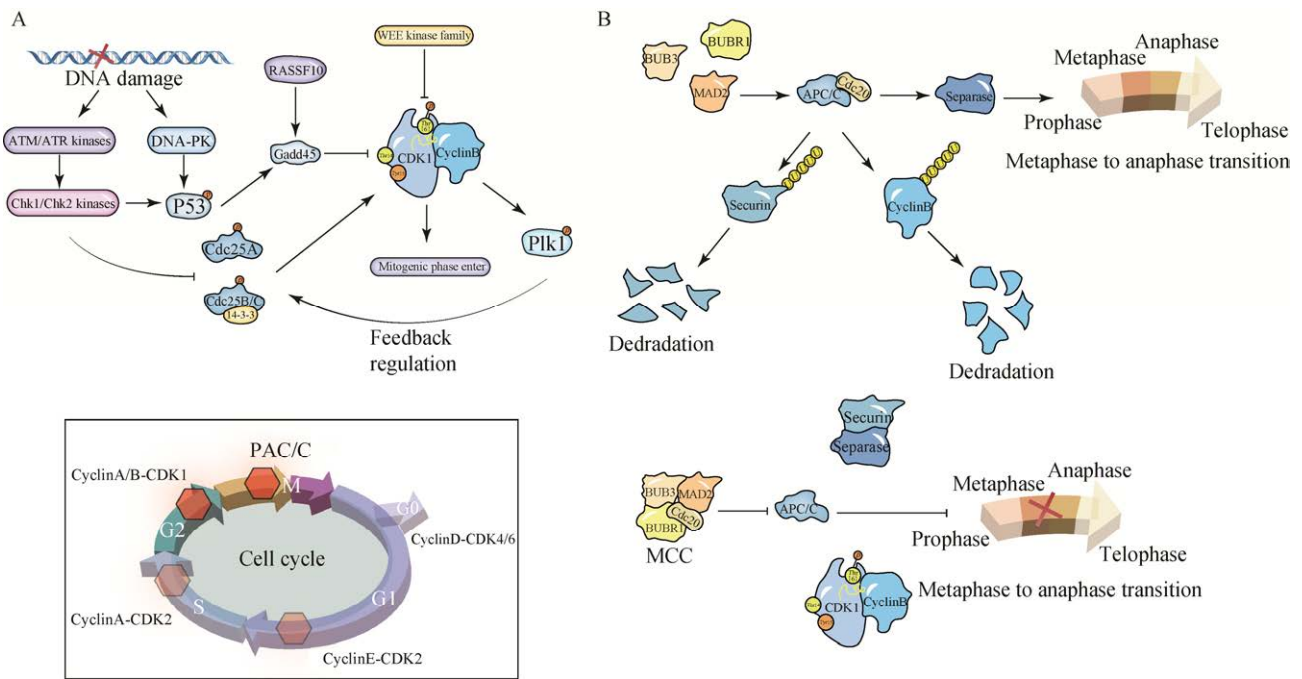 A
DNA damage
ATM/ATR kinases
DNA-PK
Chk1/Chk2 kinases
P53
RASSF10
Gadd45
WEE kinase family
CDK1
CyclinB
Cdc25A
Cdc25B/C
14-3-3
Mitogenic phase enter
Plk1
Feedback
regulation
PAC/C
CyclinA/B-CDK1
M
G0
G2
CyclinD-CDK4/6
Cell cycle
G1
S
CyclinA-CDK2
CyclinE-CDK2
B
BUBR1
BUB3
MAD2
APC/C
Cdc20
Separase
Anaphase
Metaphase
Prophase
Telophase
Metaphase to anaphase transition
Securin
CyclinB
Dedradation
Dedradation
Securin
Separase
BUB3
MAD2
Cdc20
BUBR1
MCC
APC/C
Anaphase
Metaphase
Prophase
Telophase
Metaphase to anaphase transition
CDK1
CyclinB